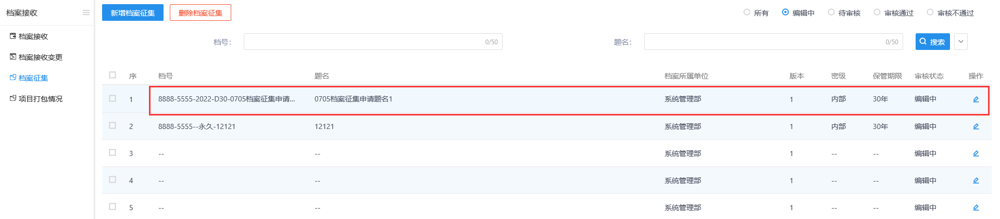 档案接收
档案接收
档案接收变更
档案征集
项目打包情况
新增档案征集 删除档案征集 所有 编辑中 待审核 审核通过 审核不通过
档号： 0/50 题名： 0/50 搜索
序 档号 题名 档案所属单位 版本 密级 保管期限 审核状态 操作
1 8888-5555-2022-D30-0705档案征集申请... 0705档案征集申请题名1 系统管理部 1 内部 30年 编辑中
2 8888-5555--永久-12121 12121 系统管理部 1 内部 30年 编辑中
3 -- -- 系统管理部 1 -- -- 编辑中
4 -- -- 系统管理部 1 -- -- 编辑中
5 -- -- 系统管理部 1 -- -- 编辑中